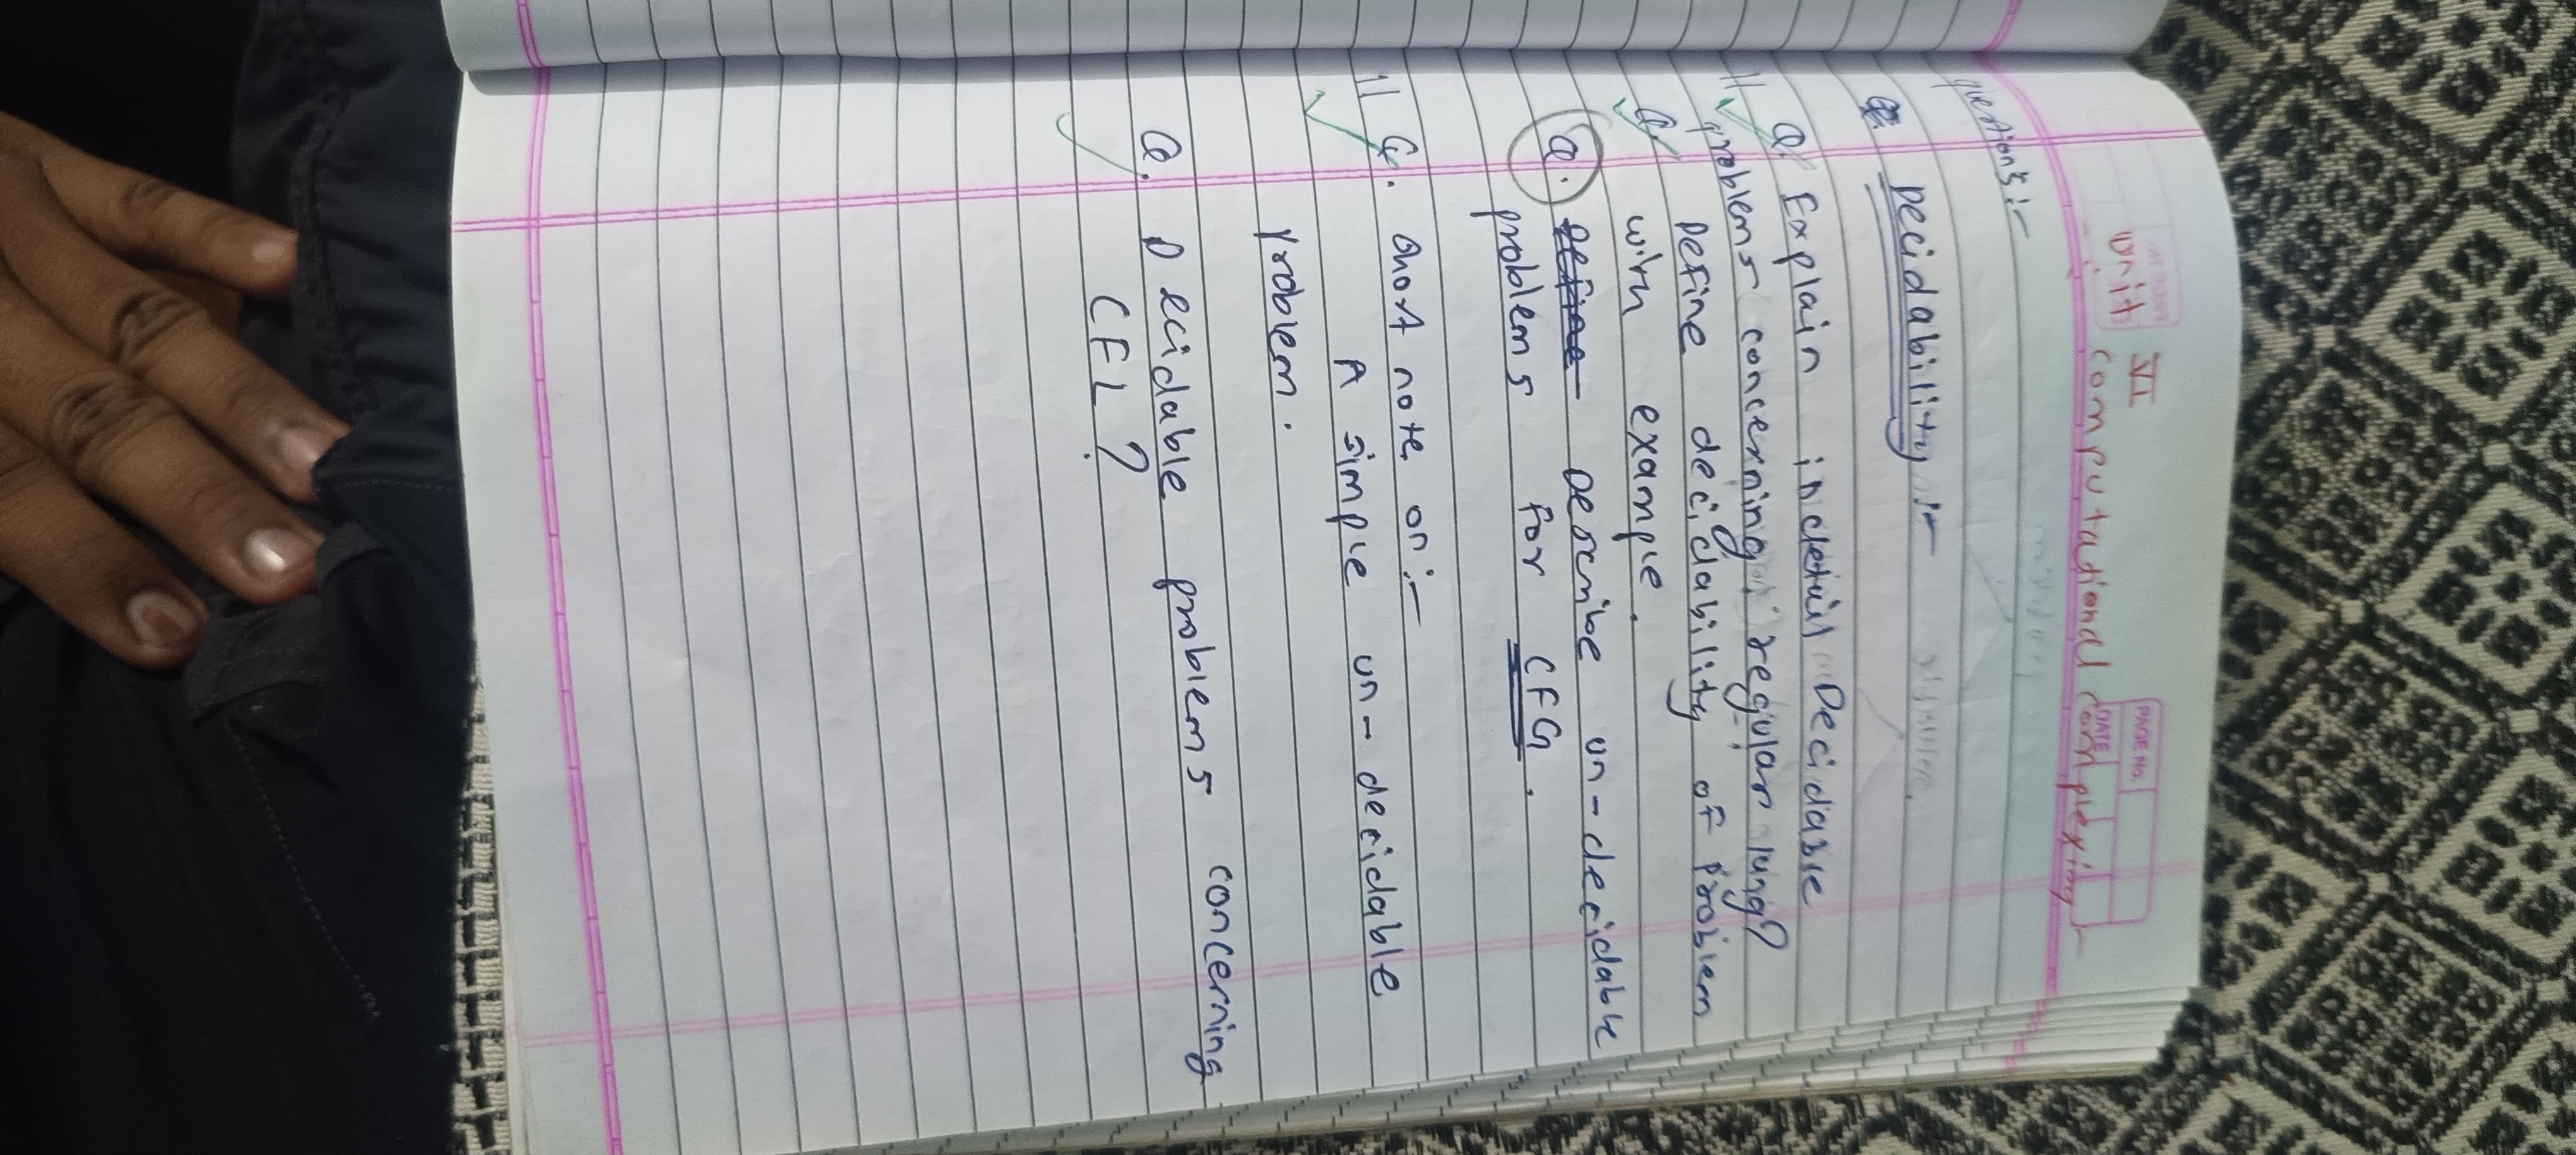 Unit VI
PAGE No.
DATE
computational complexing
questions :-
Q. Decidability :-
Q. Explain in detail Decidable
problems concerning regular lang?
Q. Define decidability of problem
with example.
Q. Define Describe un-decidable
problems for CFG.
Q. Short note on :-
A simple un-decidable
problem.
Q. Decidable problems concerning
CFL ?